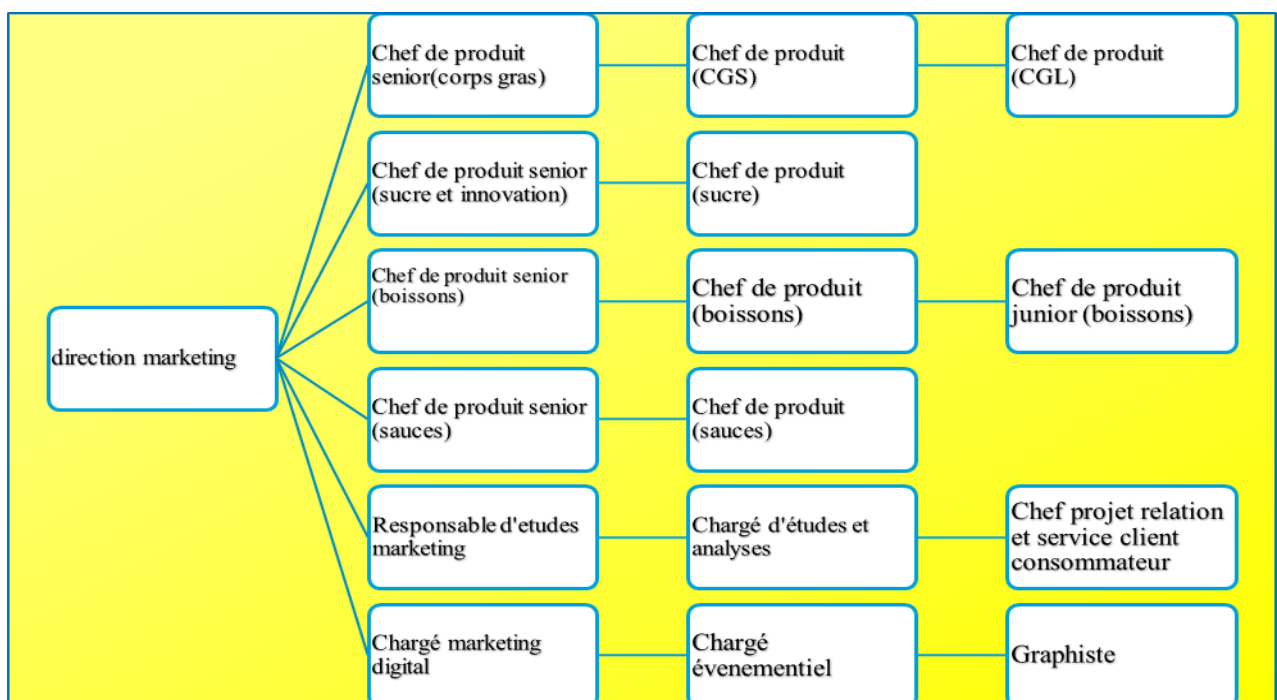 Chef de produit
senior(corps gras)
Chef de produit
(CGS)
Chef de produit
(CGL)
Chef de produit senior
(sucre et innovation)
Chef de produit
(sucre)
Chef de produit senior
(boissons)
Chef de produit
(boissons)
Chef de produit
junior (boissons)
direction marketing
Chef de produit senior
(sauces)
Chef de produit
(sauces)
Responsable d'etudes
marketing
Chargé d'études et
analyses
Chef projet relation
et service client
consommateur
Chargé marketing
digital
Chargé
évenementiel
Graphiste